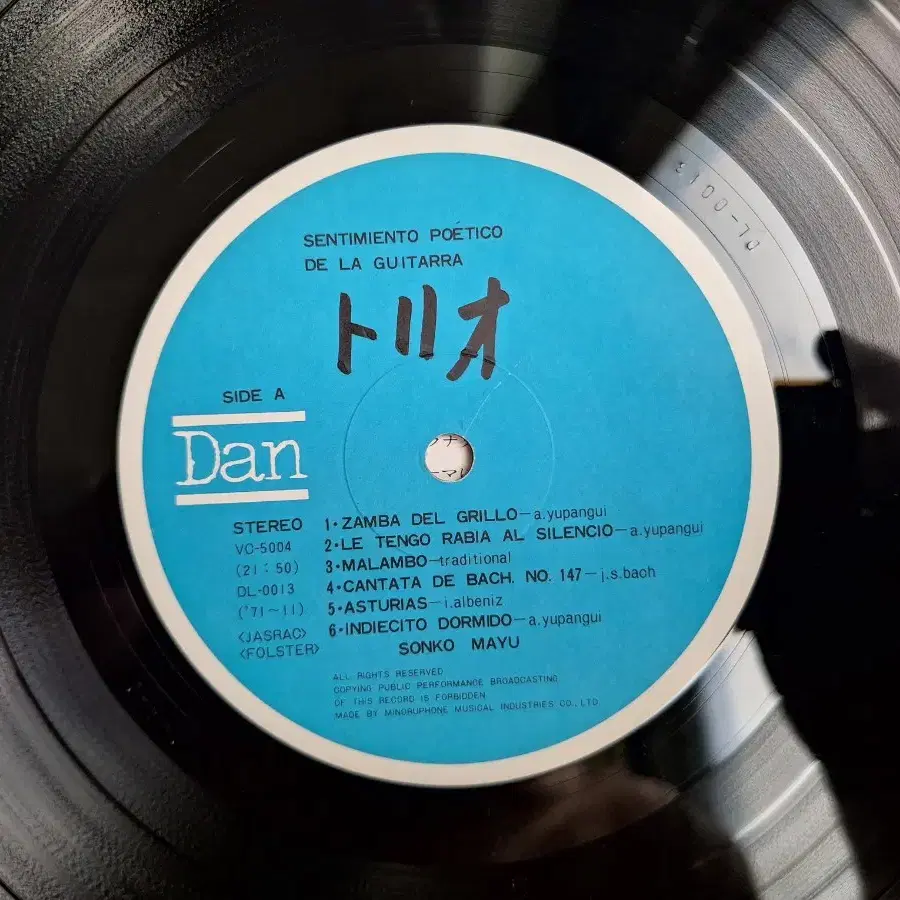 SENTIMIENTO POÉTICO
DE LA GUITARRA
トリオ
SIDE A
Dan
STEREO
VC-5004
(21:50)
DL-0013
('71-11)
<JASRAC>
<FOLSTER>
1・ZAMBA DEL GRILLO—a.yupangui
2・LE TENGO RABIA AL SILENCIO—a.yupangui
3・MALAMBO—traditional
4・CANTATA DE BACH. NO. 147—j.s.bach
5・ASTURIAS—i.albeniz
6・INDIECITO DORMIDO—a.yupangui
SONKO MAYU
ALL RIGHTS RESERVED
COPYING PUBLIC PERFORMANCE BROADCASTING
OF THIS RECORD IS FORBIDDEN
MADE BY MINORUPHONE MUSICAL INDUSTRIES CO., LTD
DL-0013